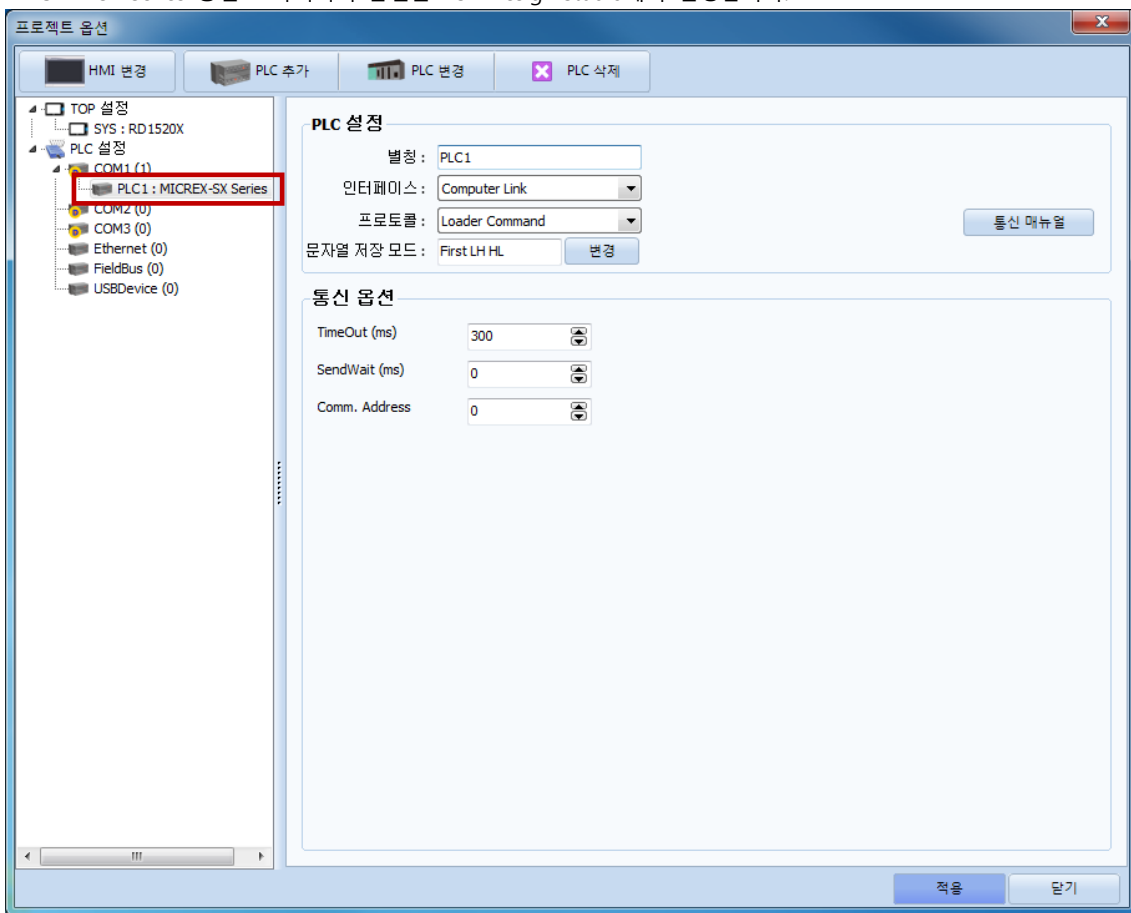 프로젝트 옵션
HMI 변경 PLC 추가 PLC 변경 PLC 삭제
TOP 설정
SYS : RD1520X
PLC 설정
COM1 (1)
PLC1 : MICREX-SX Series
COM2 (0)
COM3 (0)
Ethernet (0)
FieldBus (0)
USBDevice (0)
PLC 설정
별칭 : PLC1
인터페이스 : Computer Link
프로토콜 : Loader Command
통신 매뉴얼
문자열 저장 모드 : First LH HL 변경
통신 옵션
TimeOut (ms) 300
SendWait (ms) 0
Comm. Address 0
적용 닫기